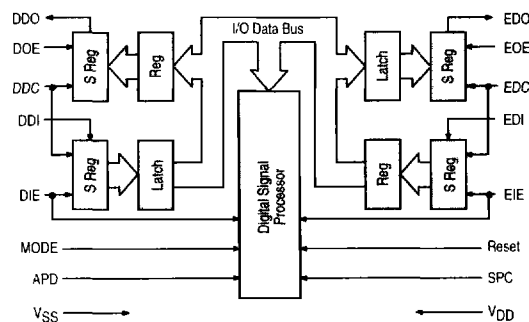 DDO
DOE
DDC
DDI
DIE
MODE
APD
VSS
S Reg
Reg
S Reg
Latch
I/O Data Bus
Digital Signal
Processor
Latch
S Reg
Reg
S Reg
EDO
EOE
EDC
EDI
EIE
Reset
SPC
VDD